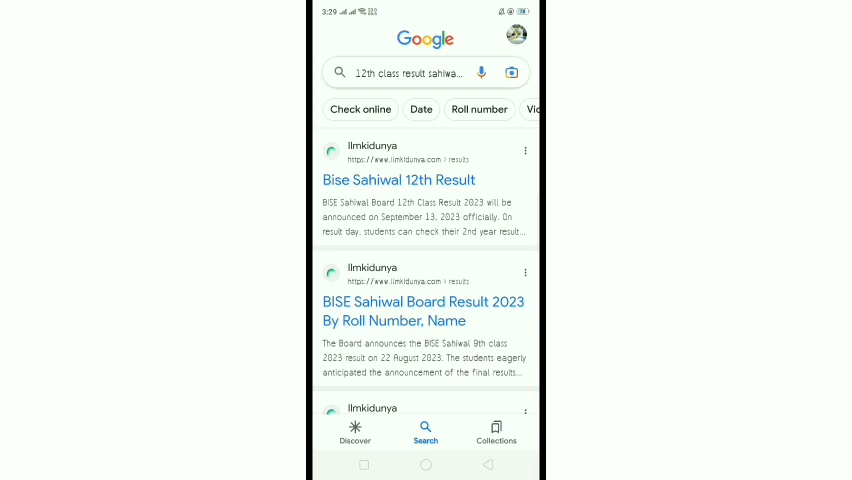 3:29
78
Google
12th class result sahiwa...
Check online
Date
Roll number
Vic
Ilmkidunya
https://www.ilmkidunya.com › results
Bise Sahiwal 12th Result
BISE Sahiwal Board 12th Class Result 2023 will be
announced on September 13, 2023 officially. On
result day, students can check their 2nd year result...
Ilmkidunya
https://www.ilmkidunya.com › results
BISE Sahiwal Board Result 2023
By Roll Number, Name
The Board announces the BISE Sahiwal 9th class
2023 result on 22 August 2023. The students eagerly
anticipated the announcement of the final results...
Ilmkidunya
Discover
Search
Collections